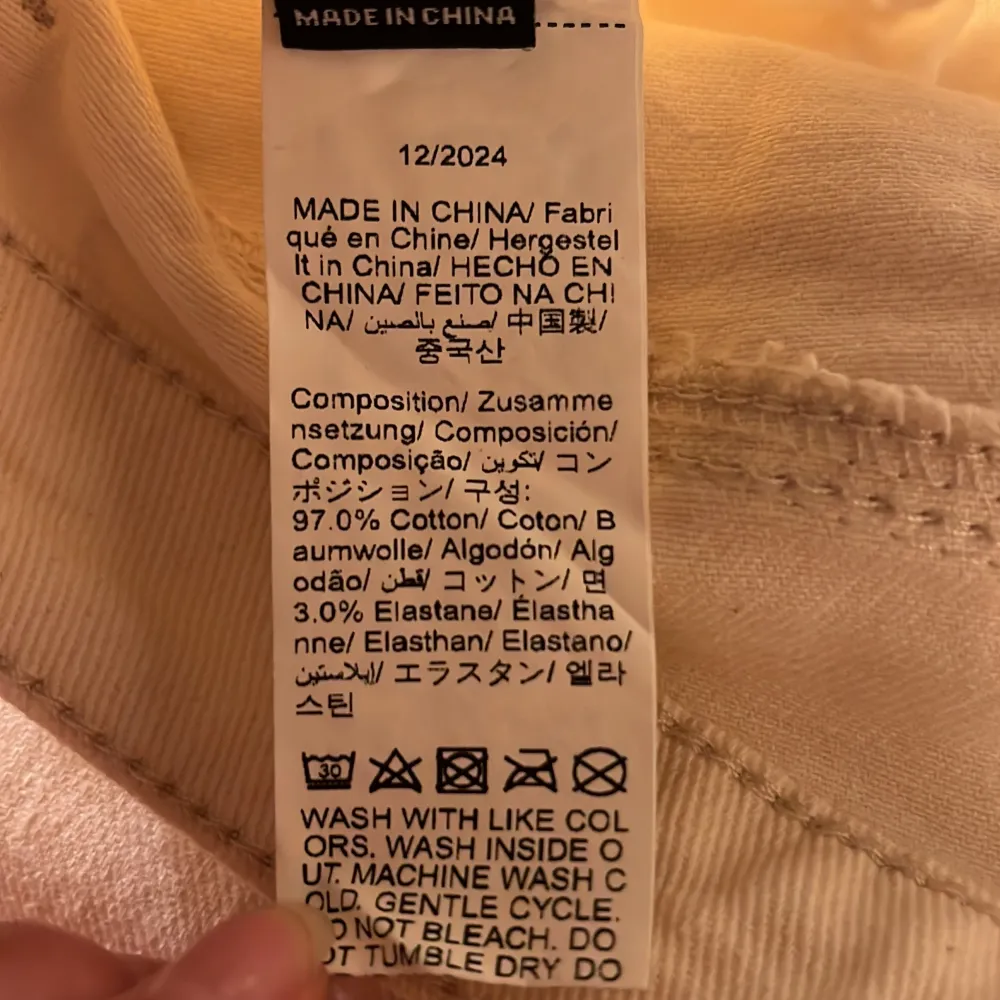 MADE IN CHINA
12/2024
MADE IN CHINA/ Fabri
qué en Chine/ Hergestel
lt in China/ HECHO EN
CHINA/ FEITO NA CHI
NA/ صنع بالصين/ 中国製/
중국산
Composition/ Zusamme
nsetzung/ Composición/
Composição/ تكوين/ コン
ポジション/ 구성:
97.0% Cotton/ Coton/ B
aumwolle/ Algodón/ Alg
odão/ قطن/ コットン/ 면
3.0% Elastane/ Élastha
nne/ Elasthan/ Elastano/
إيلاستين/ エラスタン/ 엘라
스틴
30
WASH WITH LIKE COL
ORS. WASH INSIDE O
UT. MACHINE WASH C
OLD. GENTLE CYCLE.
O NOT BLEACH. DO
OT TUMBLE DRY DO